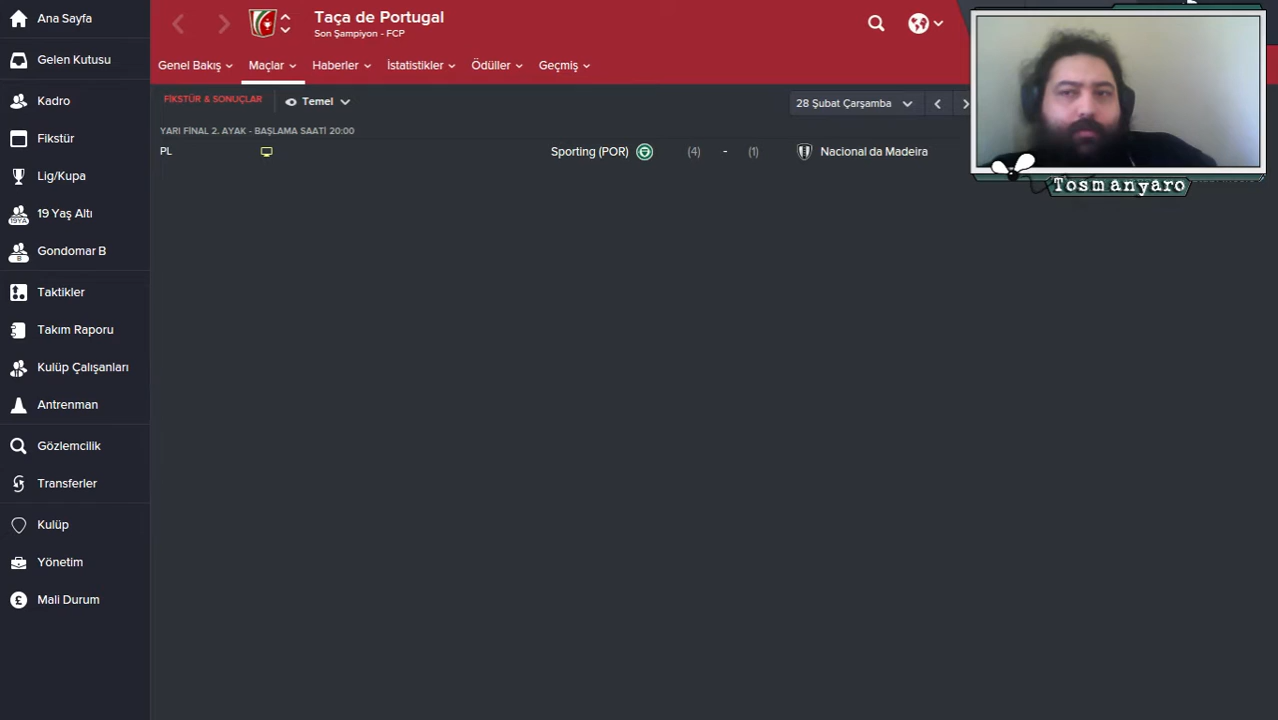 Ana Sayfa
Gelen Kutusu
Kadro
Fikstür
Lig/Kupa
19 Yaş Altı
Gondomar B
Taktikler
Takım Raporu
Kulüp Çalışanları
Antrenman
Gözlemcilik
Transferler
Kulüp
Yönetim
Mali Durum
Taça de Portugal
Son Şampiyon - FCP
Genel Bakış Maçlar Haberler İstatistikler Ödüller Geçmiş
FİKSTÜR & SONUÇLAR Temel 28 Şubat Çarşamba
YARI FİNAL 2. AYAK - BAŞLAMA SAATİ 20:00
PL Sporting (POR) (4) - (1) Nacional da Madeira
Tosmanyaro